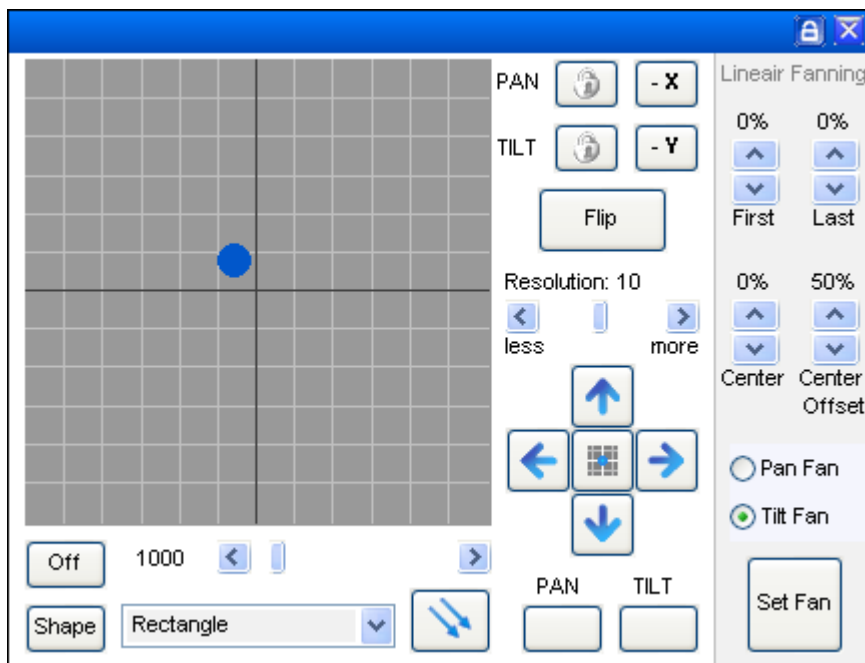 PAN
- X
TILT
- Y
Flip
Resolution: 10
less
more
PAN
TILT
Off
1000
Shape
Rectangle
Lineair Fanning
0%
0%
First
Last
0%
50%
Center
Center
Offset
Pan Fan
Tilt Fan
Set Fan